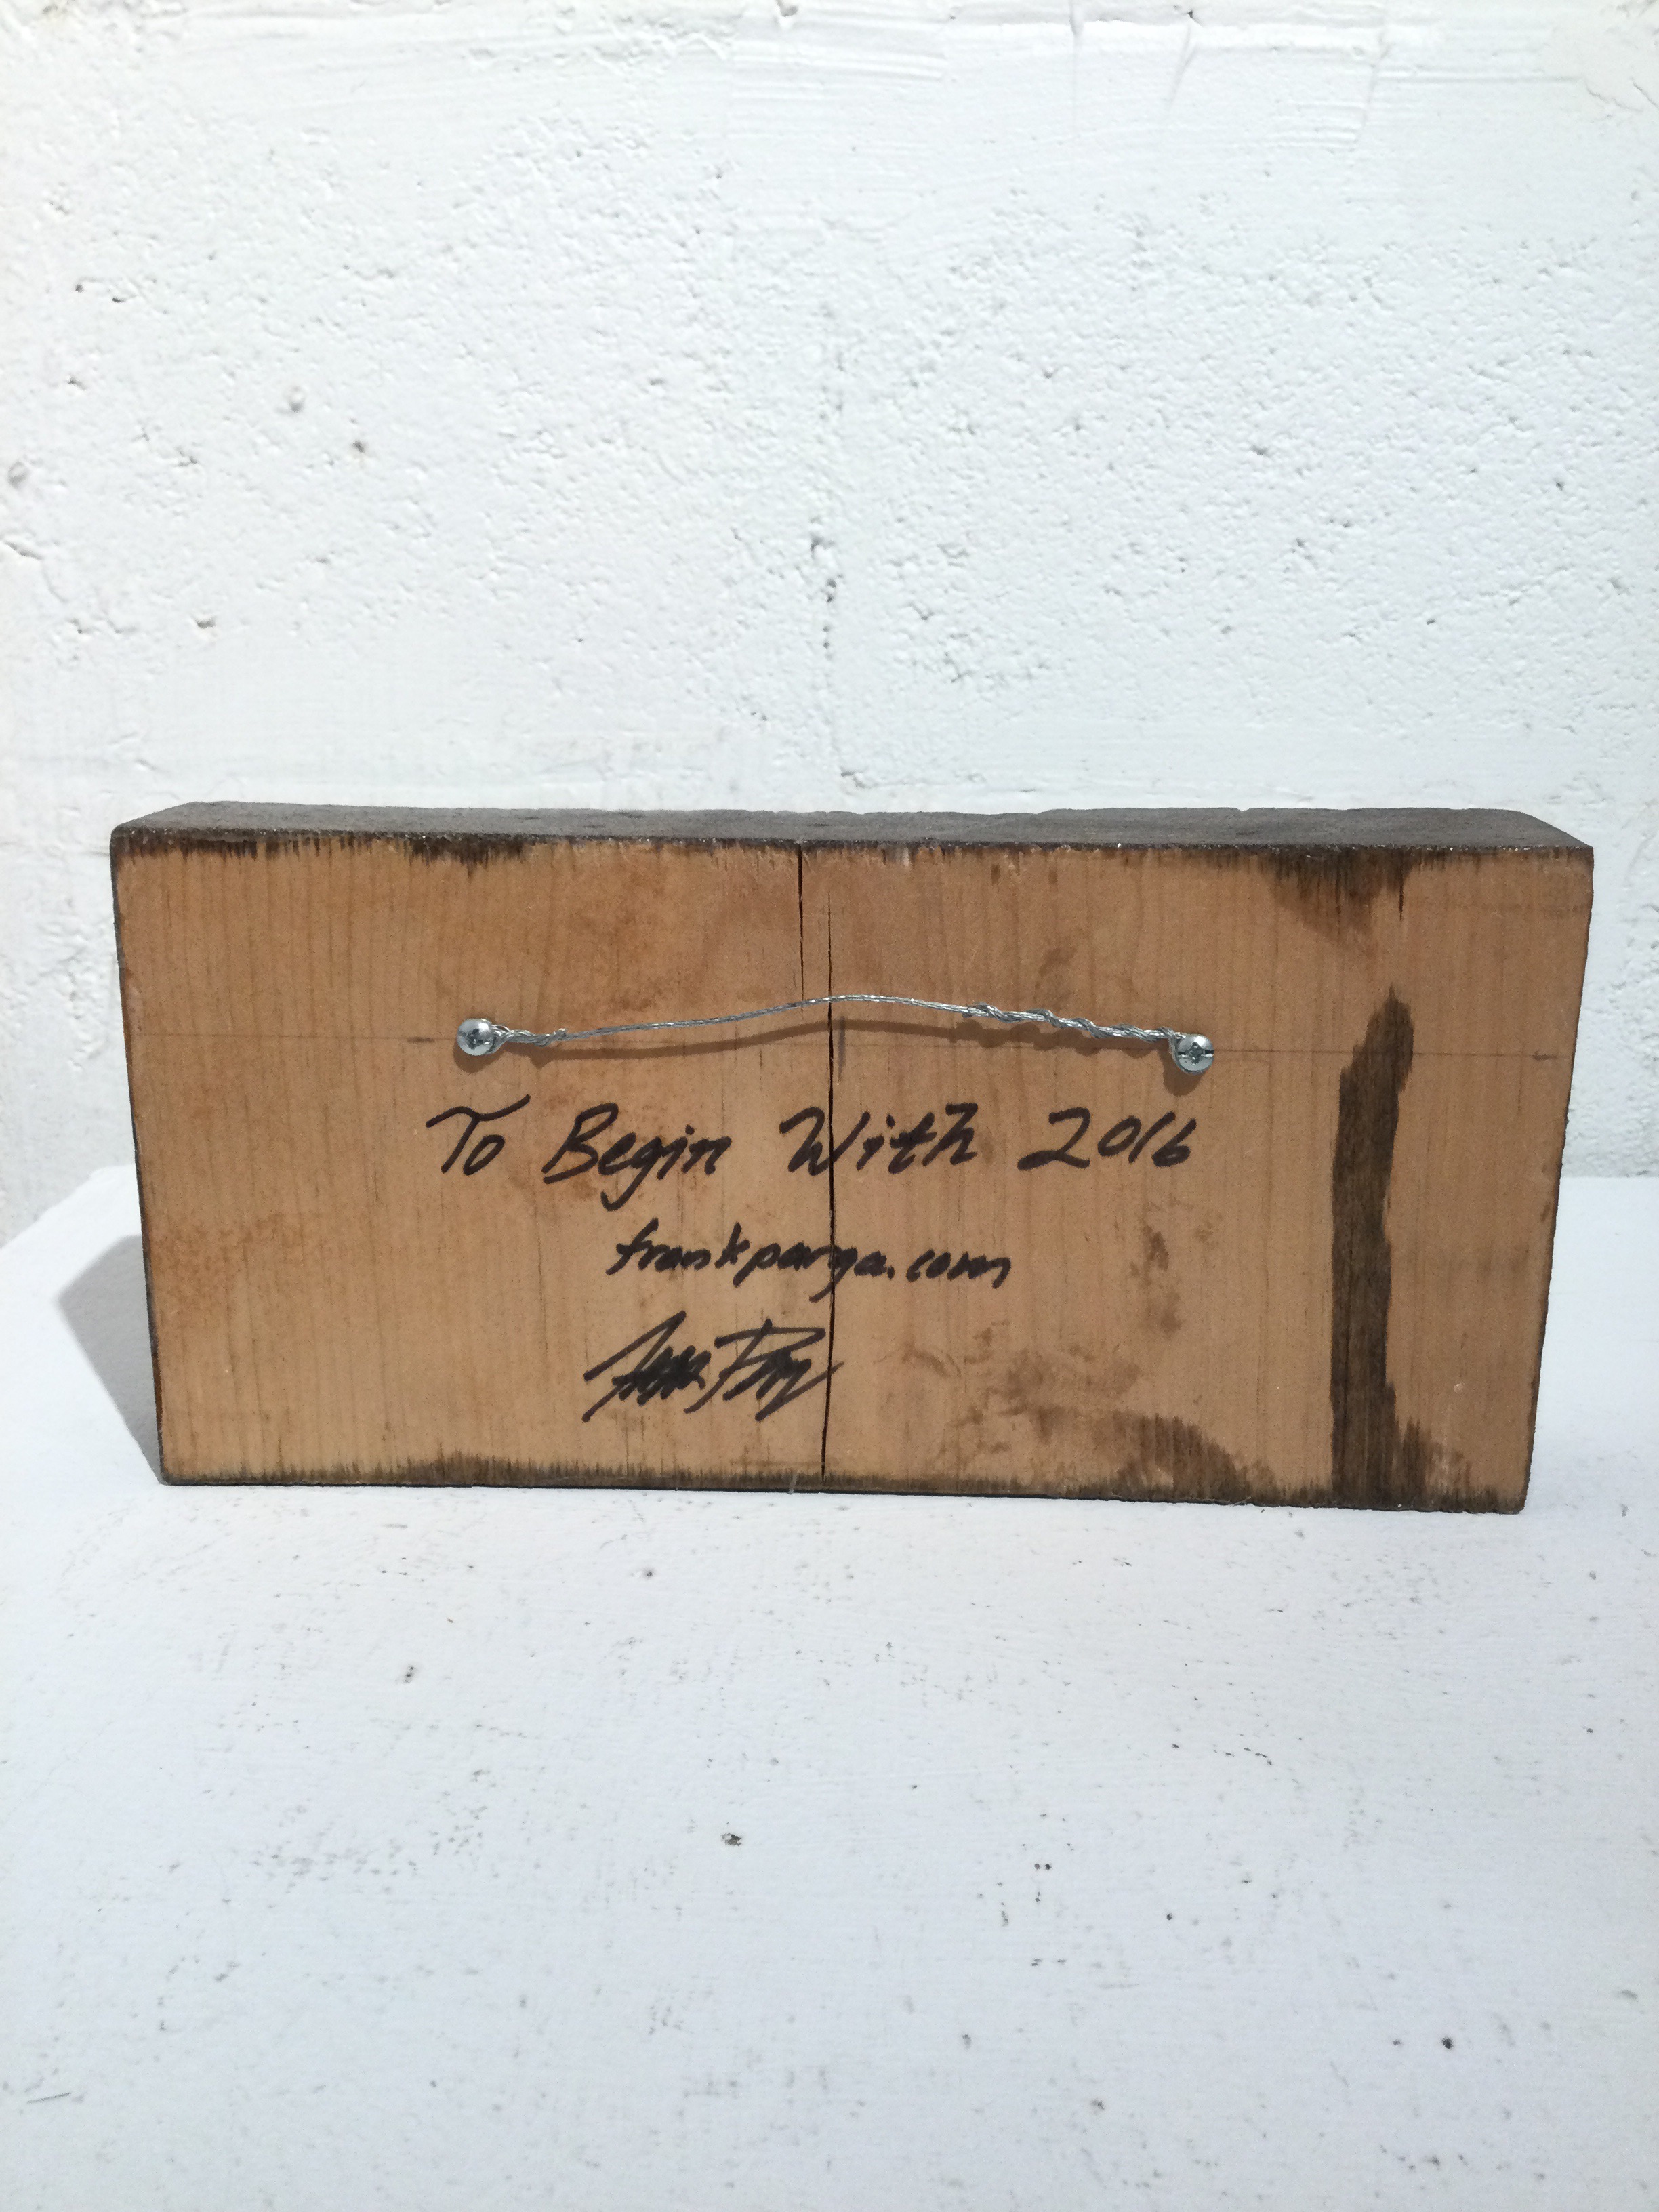 To Begin With 2016
frankparga.com